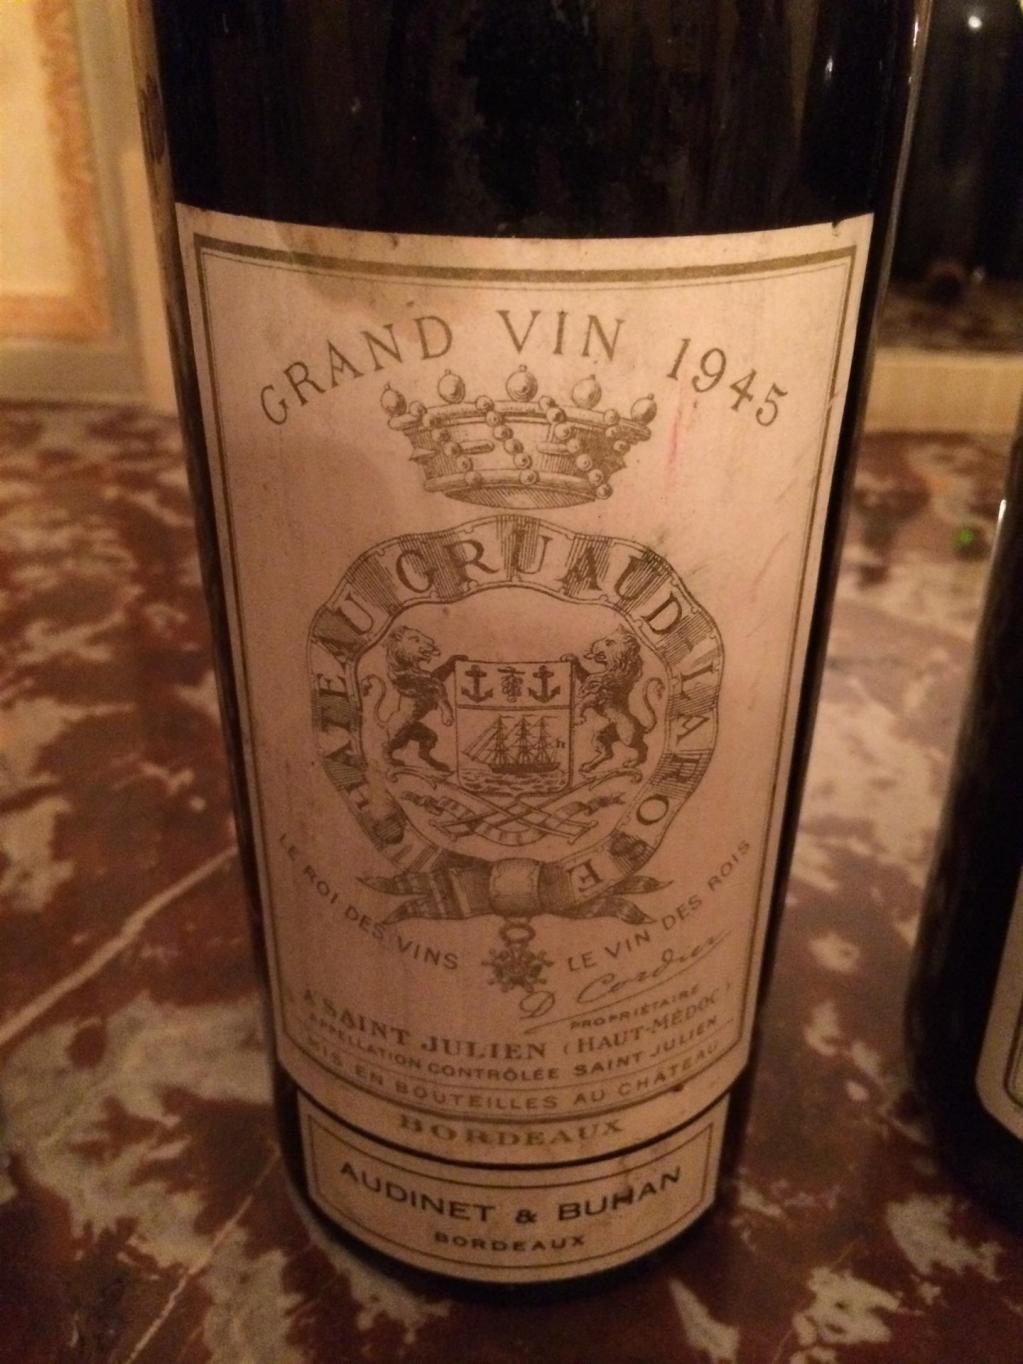 GRAND VIN 1945
CHATEAU GRUAUD LAROSE
LE ROI DES VINS
LE VIN DES ROIS
D Cordier
PROPRIÉTAIRE
A SAINT JULIEN (HAUT-MÉDOC)
APPELLATION CONTRÔLÉE SAINT JULIEN
MIS EN BOUTEILLES AU CHATEAU
BORDEAUX
AUDINET & BUHAN
BORDEAUX